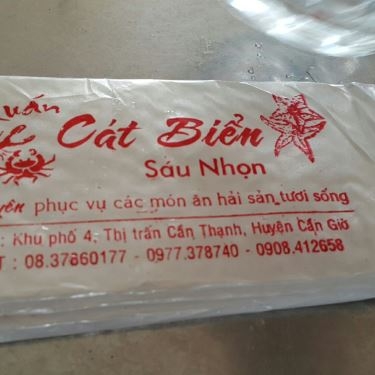 Quán
Cát Biển
Sáu Nhọn
phục vụ các món ăn hải sản tươi sống
: Khu phố 4, Thị trấn Cần Thạnh, Huyện Cần Giờ
T : 08.37860177 - 0977.378740 - 0908.412658